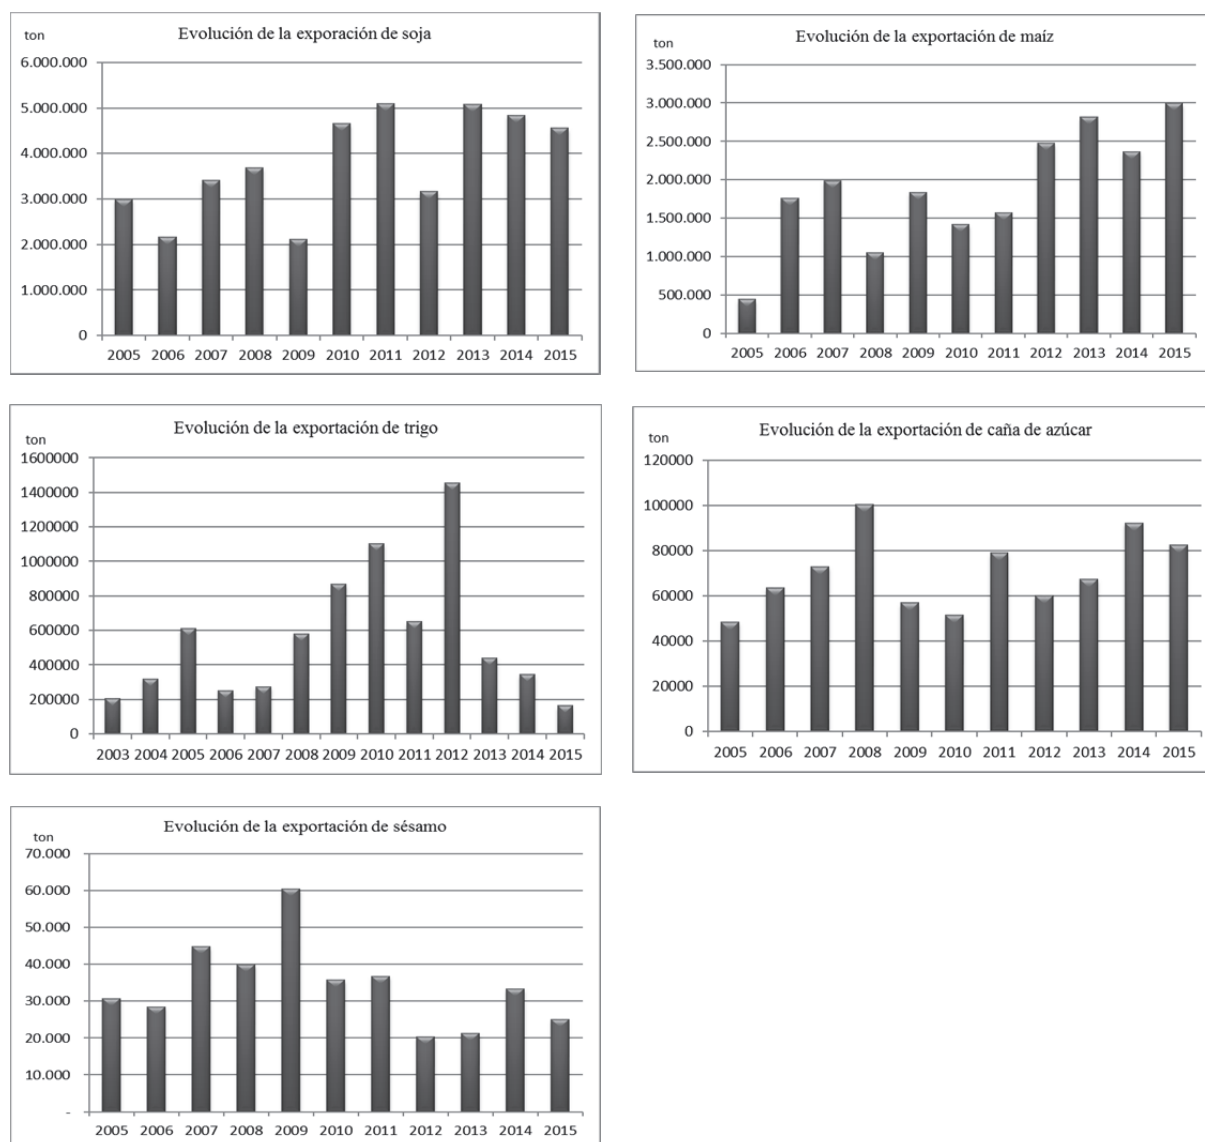 Evolución de la exporación de soja
ton
6.000.000
5.000.000
4.000.000
3.000.000
2.000.000
1.000.000
0
2005 2006 2007 2008 2009 2010 2011 2012 2013 2014 2015
Evolución de la exportación de maíz
ton
3.500.000
3.000.000
2.500.000
2.000.000
1.500.000
1.000.000
500.000
0
2005 2006 2007 2008 2009 2010 2011 2012 2013 2014 2015
Evolución de la exportación de trigo
ton
1600000
1400000
1200000
1000000
800000
600000
400000
200000
0
2003 2004 2005 2006 2007 2008 2009 2010 2011 2012 2013 2014 2015
Evolución de la exportación de caña de azúcar
ton
120000
100000
80000
60000
40000
20000
0
2005 2006 2007 2008 2009 2010 2011 2012 2013 2014 2015
Evolución de la exportación de sésamo
ton
70.000
60.000
50.000
40.000
30.000
20.000
10.000
-
2005 2006 2007 2008 2009 2010 2011 2012 2013 2014 2015